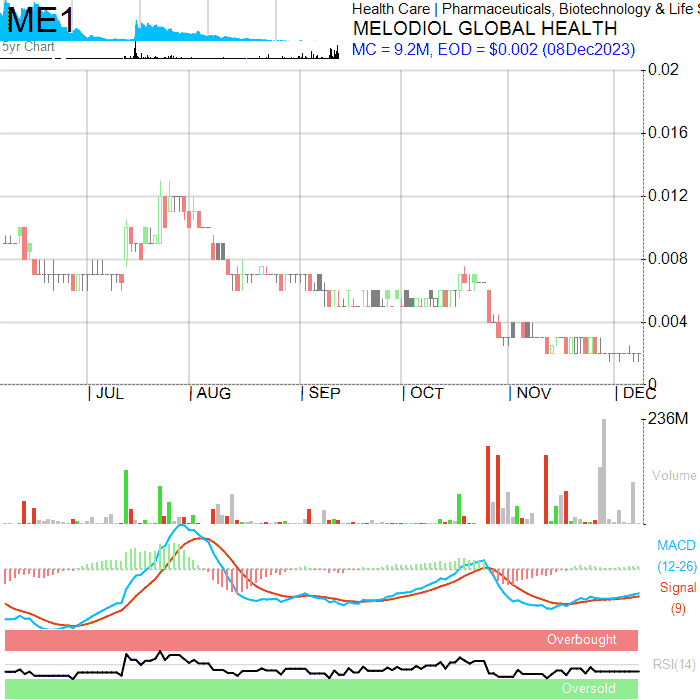 ME1
5yr Chart
Health Care | Pharmaceuticals, Biotechnology & Life S
MELODIOL GLOBAL HEALTH
MC = 9.2M, EOD = $0.002 (08Dec2023)
0.02
0.016
0.012
0.008
0.004
0
| JUL | AUG | SEP | OCT | NOV | DEC
236M
Volume
MACD
(12-26)
Signal
(9)
Overbought
RSI(14)
Oversold